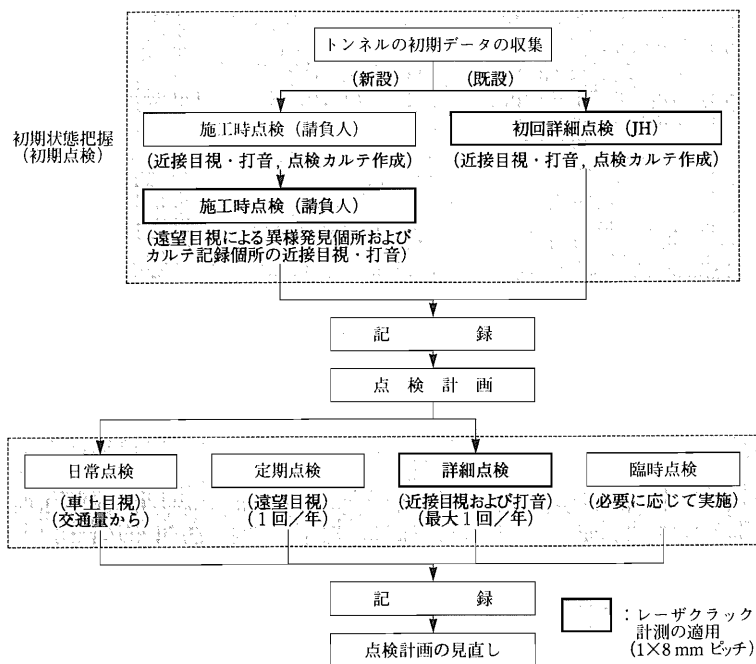 トンネルの初期データの収集
(新設)
(既設)
初期状態把握
(初期点検)
施工時点検(請負人)
初回詳細点検(JH)
(近接目視・打音,点検カルテ作成)
(近接目視・打音,点検カルテ作成)
施工時点検(請負人)
(遠望目視による異様発見個所および
カルテ記録個所の近接目視・打音)
記 録
点 検 計 画
日常点検
定期点検
詳細点検
臨時点検
(車上目視)
(交通量から)
(遠望目視)
(1回/年)
(近接目視および打音)
(最大1回/年)
(必要に応じて実施)
記 録
点検計画の見直し
:レーザクラック
計測の適用
(1×8 mm ピッチ)